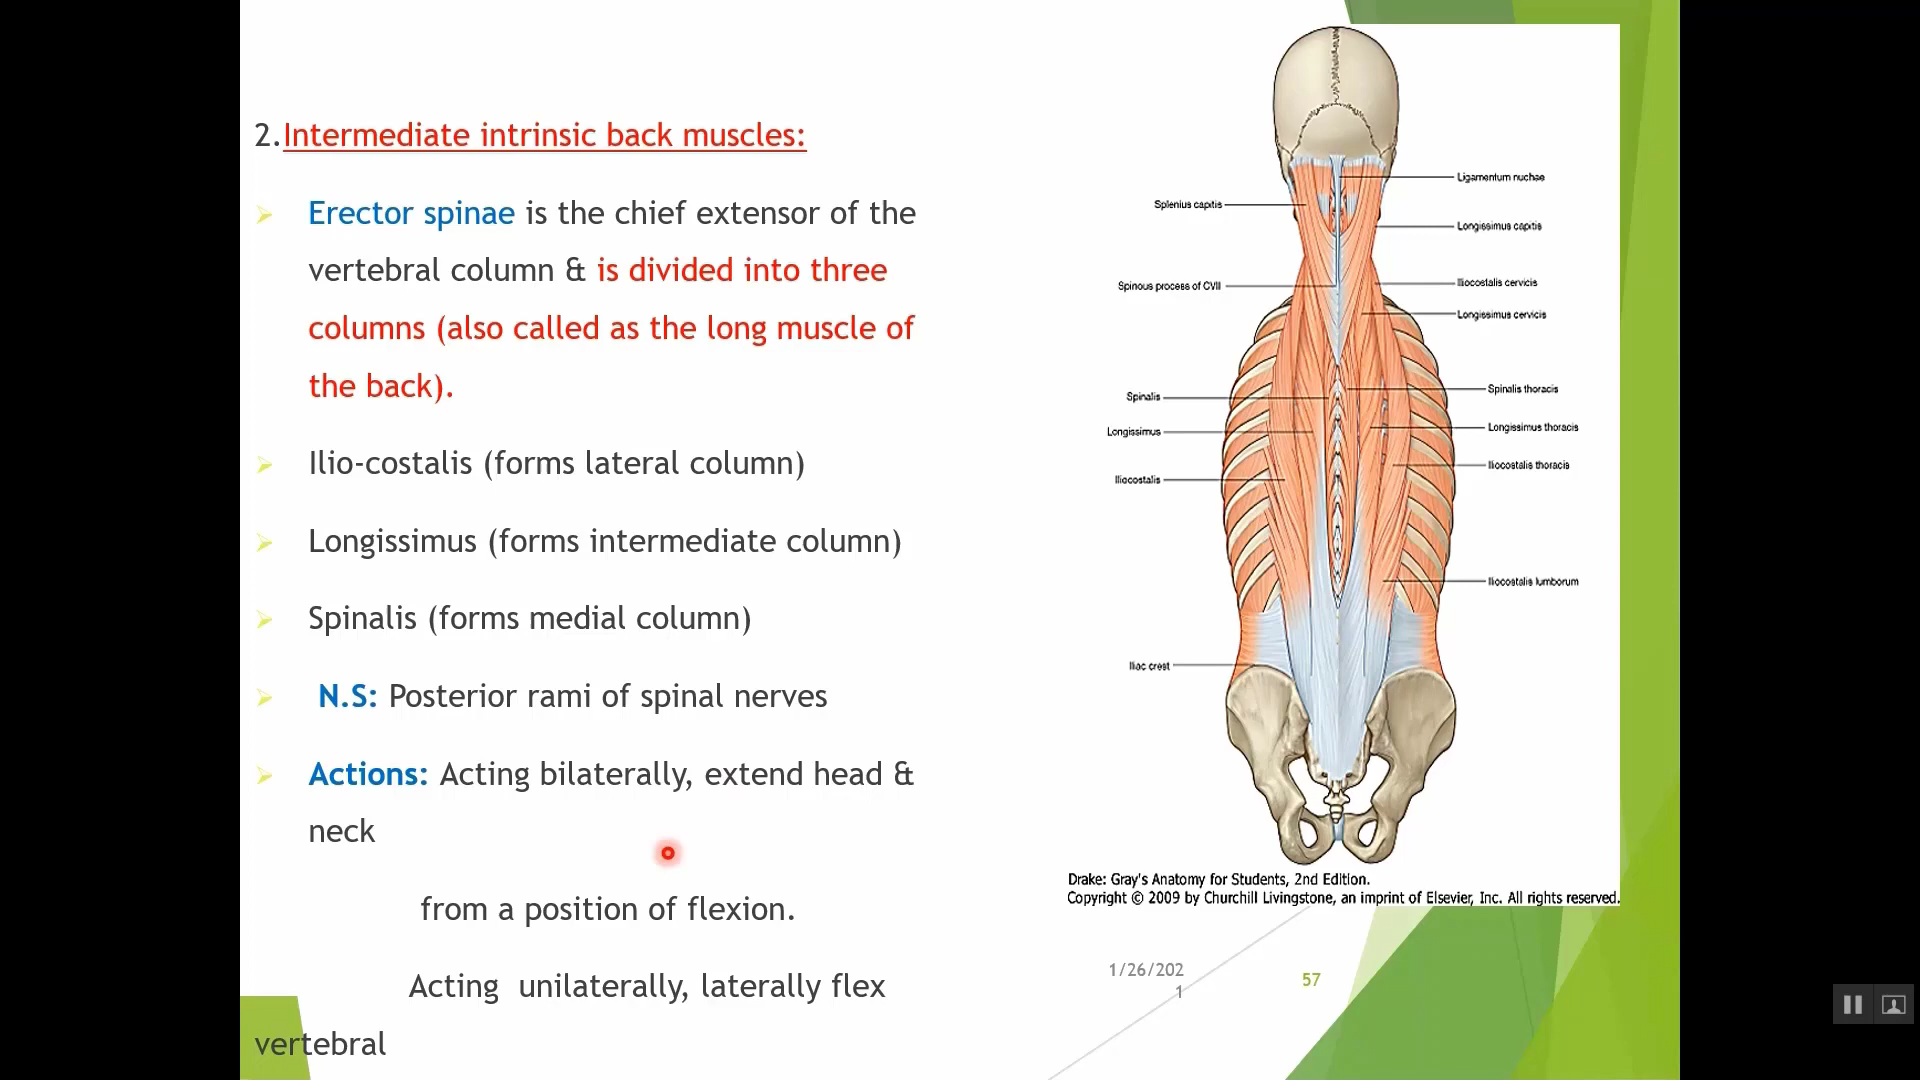 2.Intermediate intrinsic back muscles:
Erector spinae is the chief extensor of the
vertebral column & is divided into three
columns (also called as the long muscle of
the back).
Ilio-costalis (forms lateral column)
Longissimus (forms intermediate column)
Spinalis (forms medial column)
N.S: Posterior rami of spinal nerves
Actions: Acting bilaterally, extend head &
neck
from a position of flexion.
Acting unilaterally, laterally flex
vertebral
Splenius capitis
Spinous process of CVII
Spinalis
Longissimus
Iliocostalis
Iliac crest
Ligamentum nuchae
Longissimus capitis
Iliocostalis cervicis
Longissimus cervicis
Spinalis thoracis
Longissimus thoracis
Iliocostalis thoracis
Iliocostalis lumborum
Drake: Gray's Anatomy for Students, 2nd Edition.
Copyright © 2009 by Churchill Livingstone, an imprint of Elsevier, Inc. All rights reserved.
1/26/202
1
57